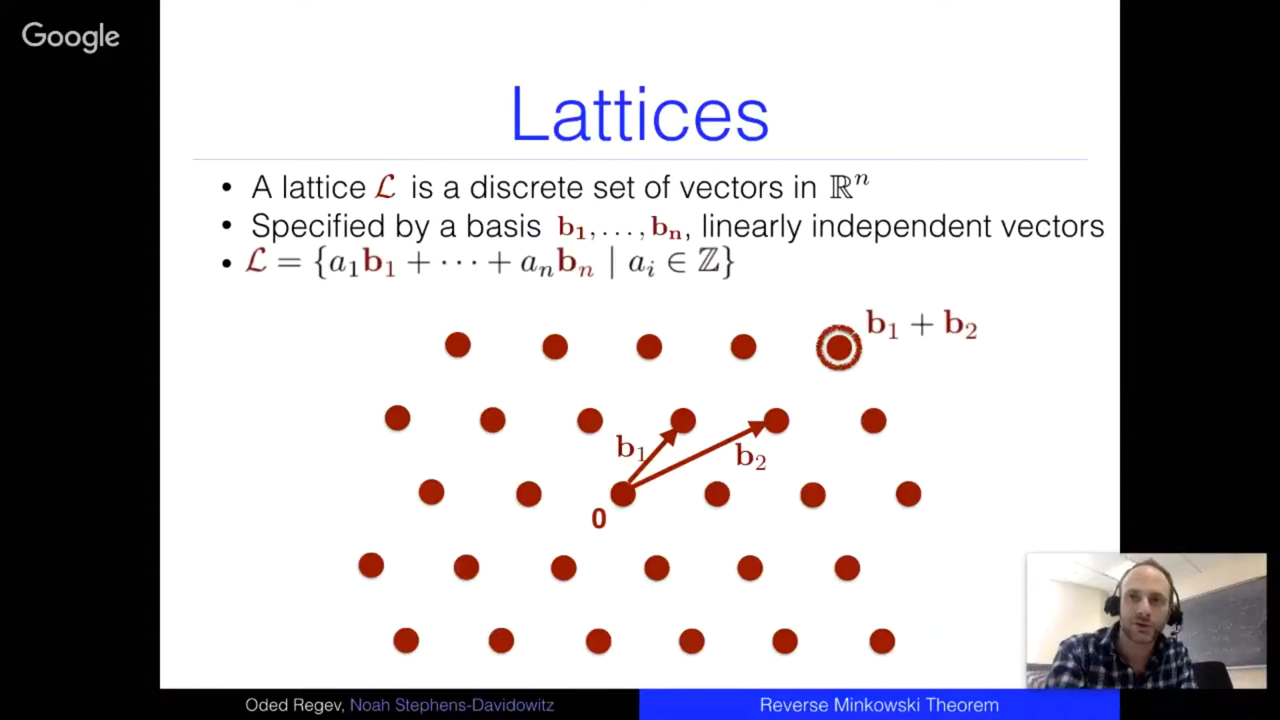 Google
Lattices
• A lattice ℒ is a discrete set of vectors in ℝⁿ
• Specified by a basis b₁, . . . , bₙ, linearly independent vectors
• ℒ = {a₁b₁ + · · · + aₙbₙ | aᵢ ∈ ℤ}
b₁ + b₂
b₁
b₂
0
Oded Regev, Noah Stephens-Davidowitz
Reverse Minkowski Theorem